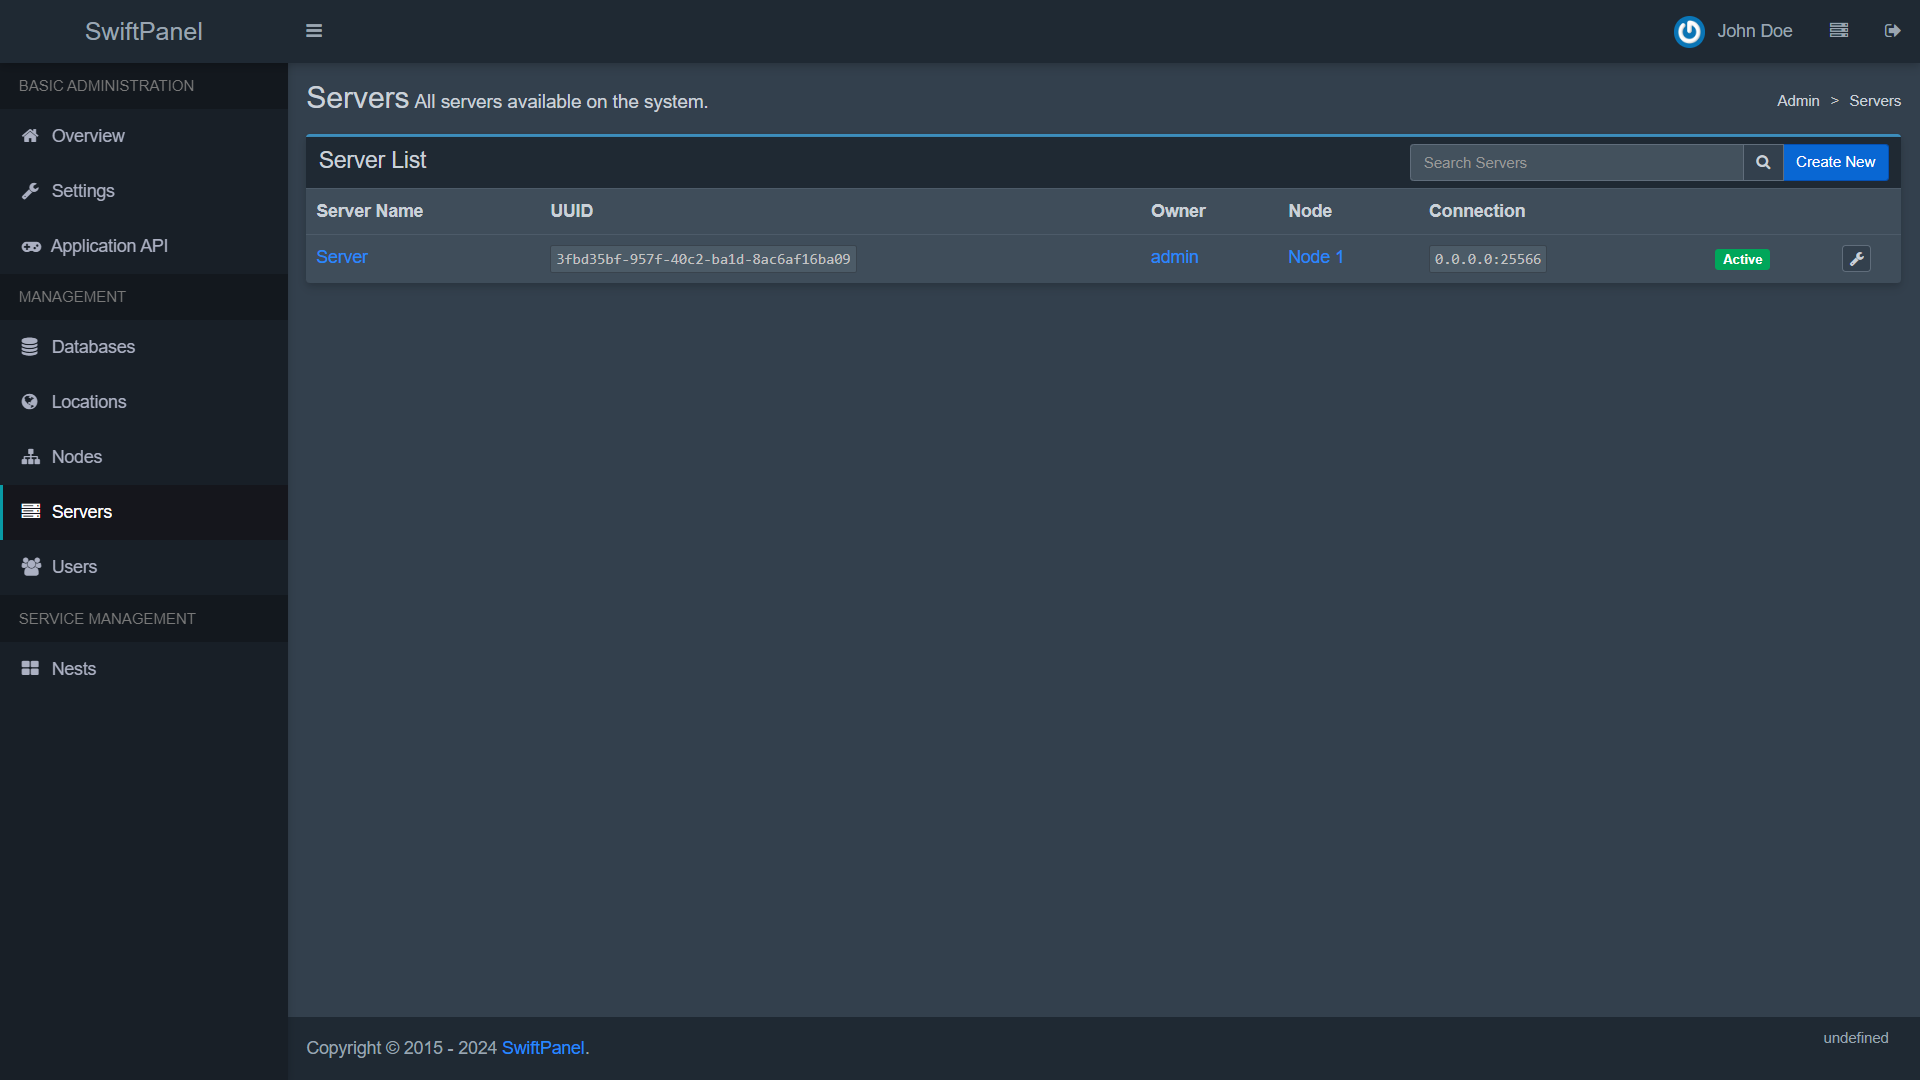 SwiftPanel
John Doe
BASIC ADMINISTRATION
Overview
Settings
Application API
MANAGEMENT
Databases
Locations
Nodes
Servers
Users
SERVICE MANAGEMENT
Nests
Servers All servers available on the system.
Admin > Servers
Server List
Search Servers
Create New
Server Name UUID Owner Node Connection
Server 3fbd35bf-957f-40c2-ba1d-8ac6af16ba09 admin Node 1 0.0.0.0:25566 Active
Copyright © 2015 - 2024 SwiftPanel.
undefined